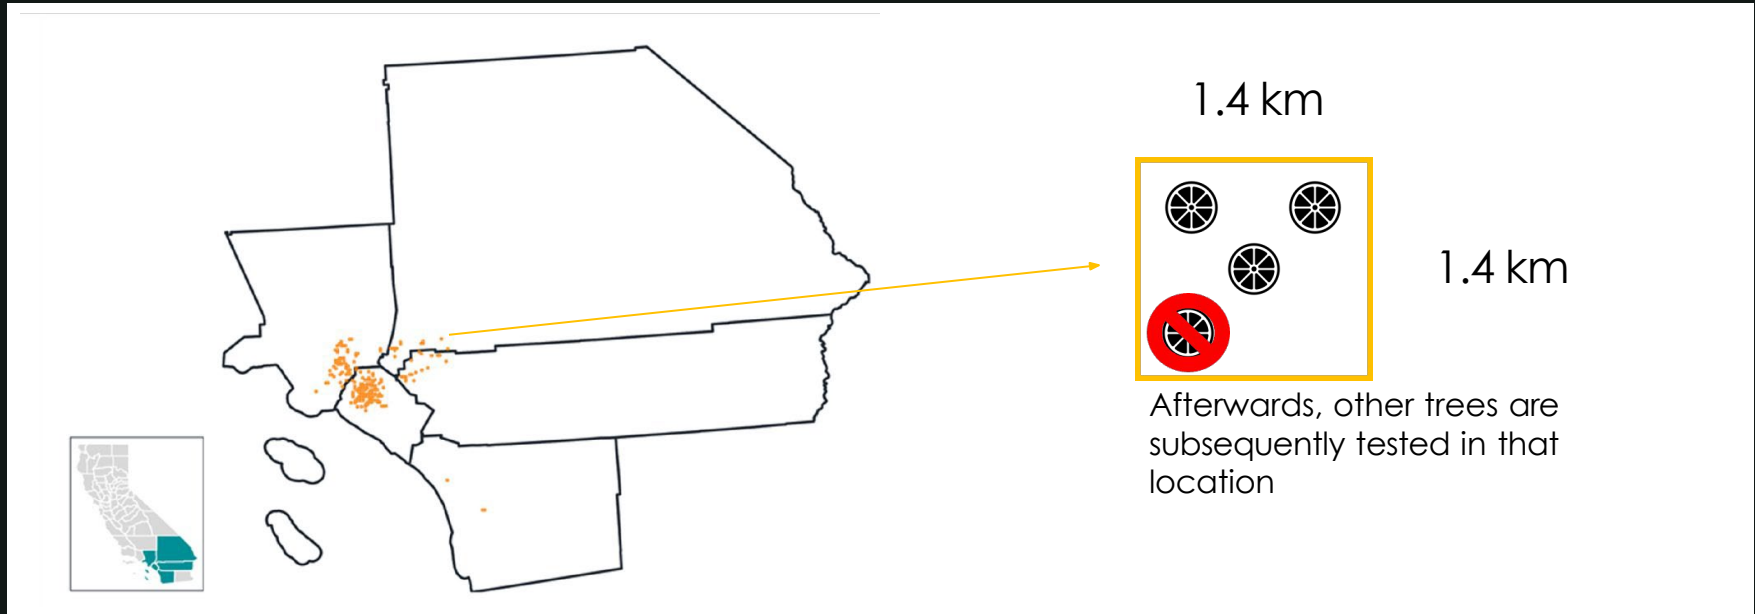 1.4 km
1.4 km
Afterwards, other trees are
subsequently tested in that
location